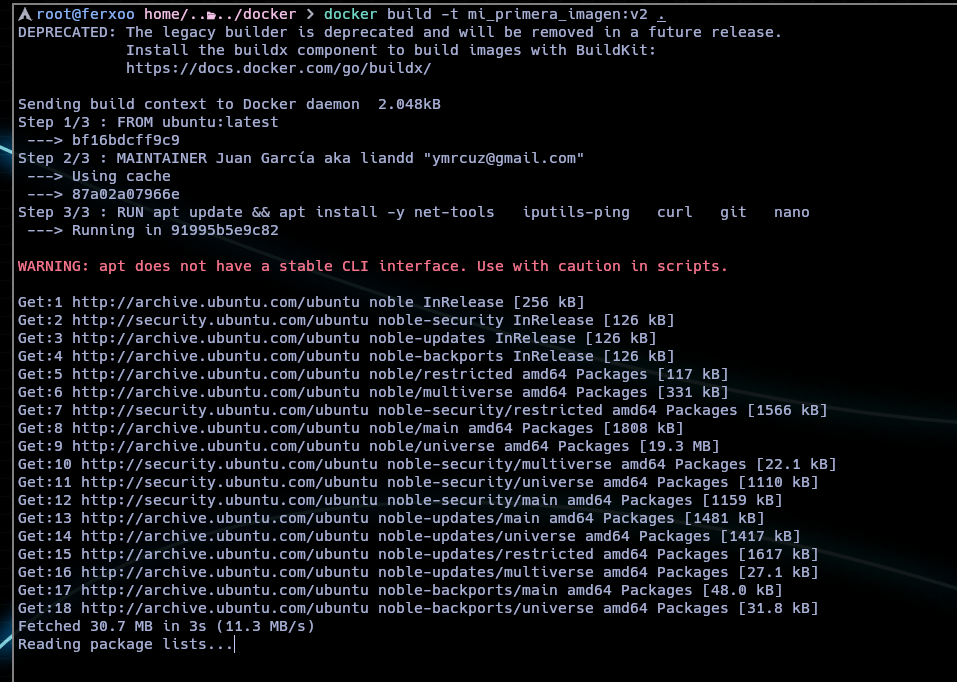 root@ferxoo home/../../docker > docker build -t mi_primera_imagen:v2 .
DEPRECATED: The legacy builder is deprecated and will be removed in a future release.
            Install the buildx component to build images with BuildKit:
            https://docs.docker.com/go/buildx/

Sending build context to Docker daemon  2.048kB
Step 1/3 : FROM ubuntu:latest
 ---> bf16bdcff9c9
Step 2/3 : MAINTAINER Juan García aka liandd "ymrcuz@gmail.com"
 ---> Using cache
 ---> 87a02a07966e
Step 3/3 : RUN apt update && apt install -y net-tools   iputils-ping   curl   git   nano
 ---> Running in 91995b5e9c82

WARNING: apt does not have a stable CLI interface. Use with caution in scripts.

Get:1 http://archive.ubuntu.com/ubuntu noble InRelease [256 kB]
Get:2 http://security.ubuntu.com/ubuntu noble-security InRelease [126 kB]
Get:3 http://archive.ubuntu.com/ubuntu noble-updates InRelease [126 kB]
Get:4 http://archive.ubuntu.com/ubuntu noble-backports InRelease [126 kB]
Get:5 http://archive.ubuntu.com/ubuntu noble/restricted amd64 Packages [117 kB]
Get:6 http://archive.ubuntu.com/ubuntu noble/multiverse amd64 Packages [331 kB]
Get:7 http://security.ubuntu.com/ubuntu noble-security/restricted amd64 Packages [1566 kB]
Get:8 http://archive.ubuntu.com/ubuntu noble/main amd64 Packages [1808 kB]
Get:9 http://archive.ubuntu.com/ubuntu noble/universe amd64 Packages [19.3 MB]
Get:10 http://security.ubuntu.com/ubuntu noble-security/multiverse amd64 Packages [22.1 kB]
Get:11 http://security.ubuntu.com/ubuntu noble-security/universe amd64 Packages [1110 kB]
Get:12 http://security.ubuntu.com/ubuntu noble-security/main amd64 Packages [1159 kB]
Get:13 http://archive.ubuntu.com/ubuntu noble-updates/main amd64 Packages [1481 kB]
Get:14 http://archive.ubuntu.com/ubuntu noble-updates/universe amd64 Packages [1417 kB]
Get:15 http://archive.ubuntu.com/ubuntu noble-updates/restricted amd64 Packages [1617 kB]
Get:16 http://archive.ubuntu.com/ubuntu noble-updates/multiverse amd64 Packages [27.1 kB]
Get:17 http://archive.ubuntu.com/ubuntu noble-backports/main amd64 Packages [48.0 kB]
Get:18 http://archive.ubuntu.com/ubuntu noble-backports/universe amd64 Packages [31.8 kB]
Fetched 30.7 MB in 3s (11.3 MB/s)
Reading package lists...